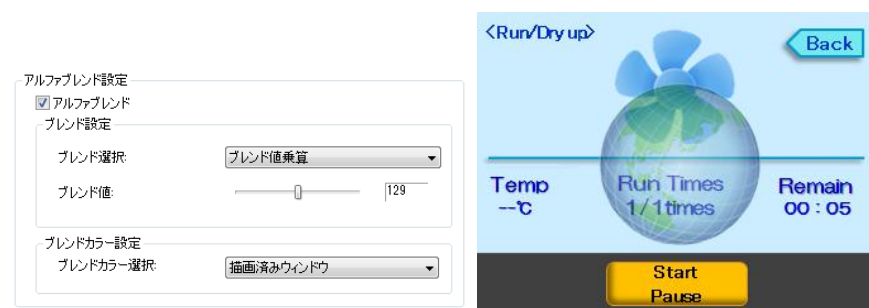 アルファブレンド設定
アルファブレンド
ブレンド設定
ブレンド選択:
ブレンド値乗算
ブレンド値:
129
ブレンドカラー設定
ブレンドカラー選択:
描画済みウィンドウ
<Run/Dry up>
Back
Temp
--℃
Run Times
1/1times
Remain
00:05
Start
Pause